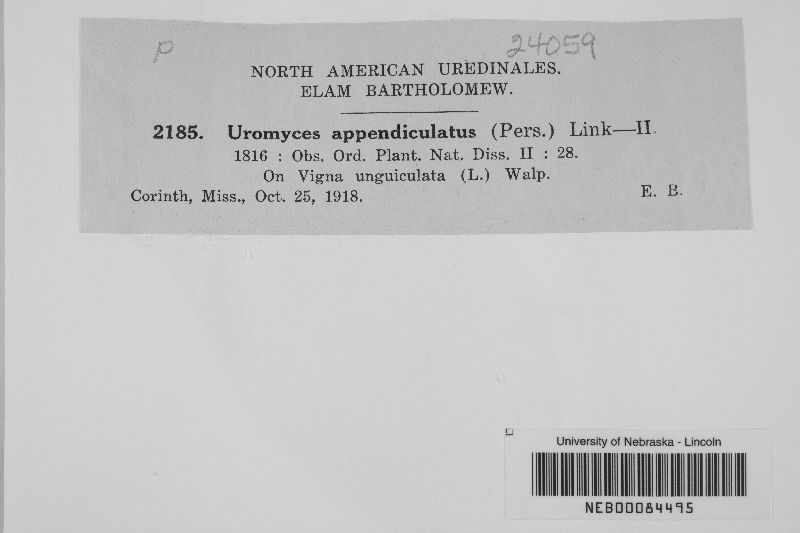 P 24059
NORTH AMERICAN UREDINALES.
ELAM BARTHOLOMEW.
2185. Uromyces appendiculatus (Pers.) Link—II.
1816 : Obs. Ord. Plant. Nat. Diss. II : 28.
On Vigna unguiculata (L.) Walp.
Corinth, Miss., Oct. 25, 1918. E. B.
University of Nebraska - Lincoln
NEB00084495